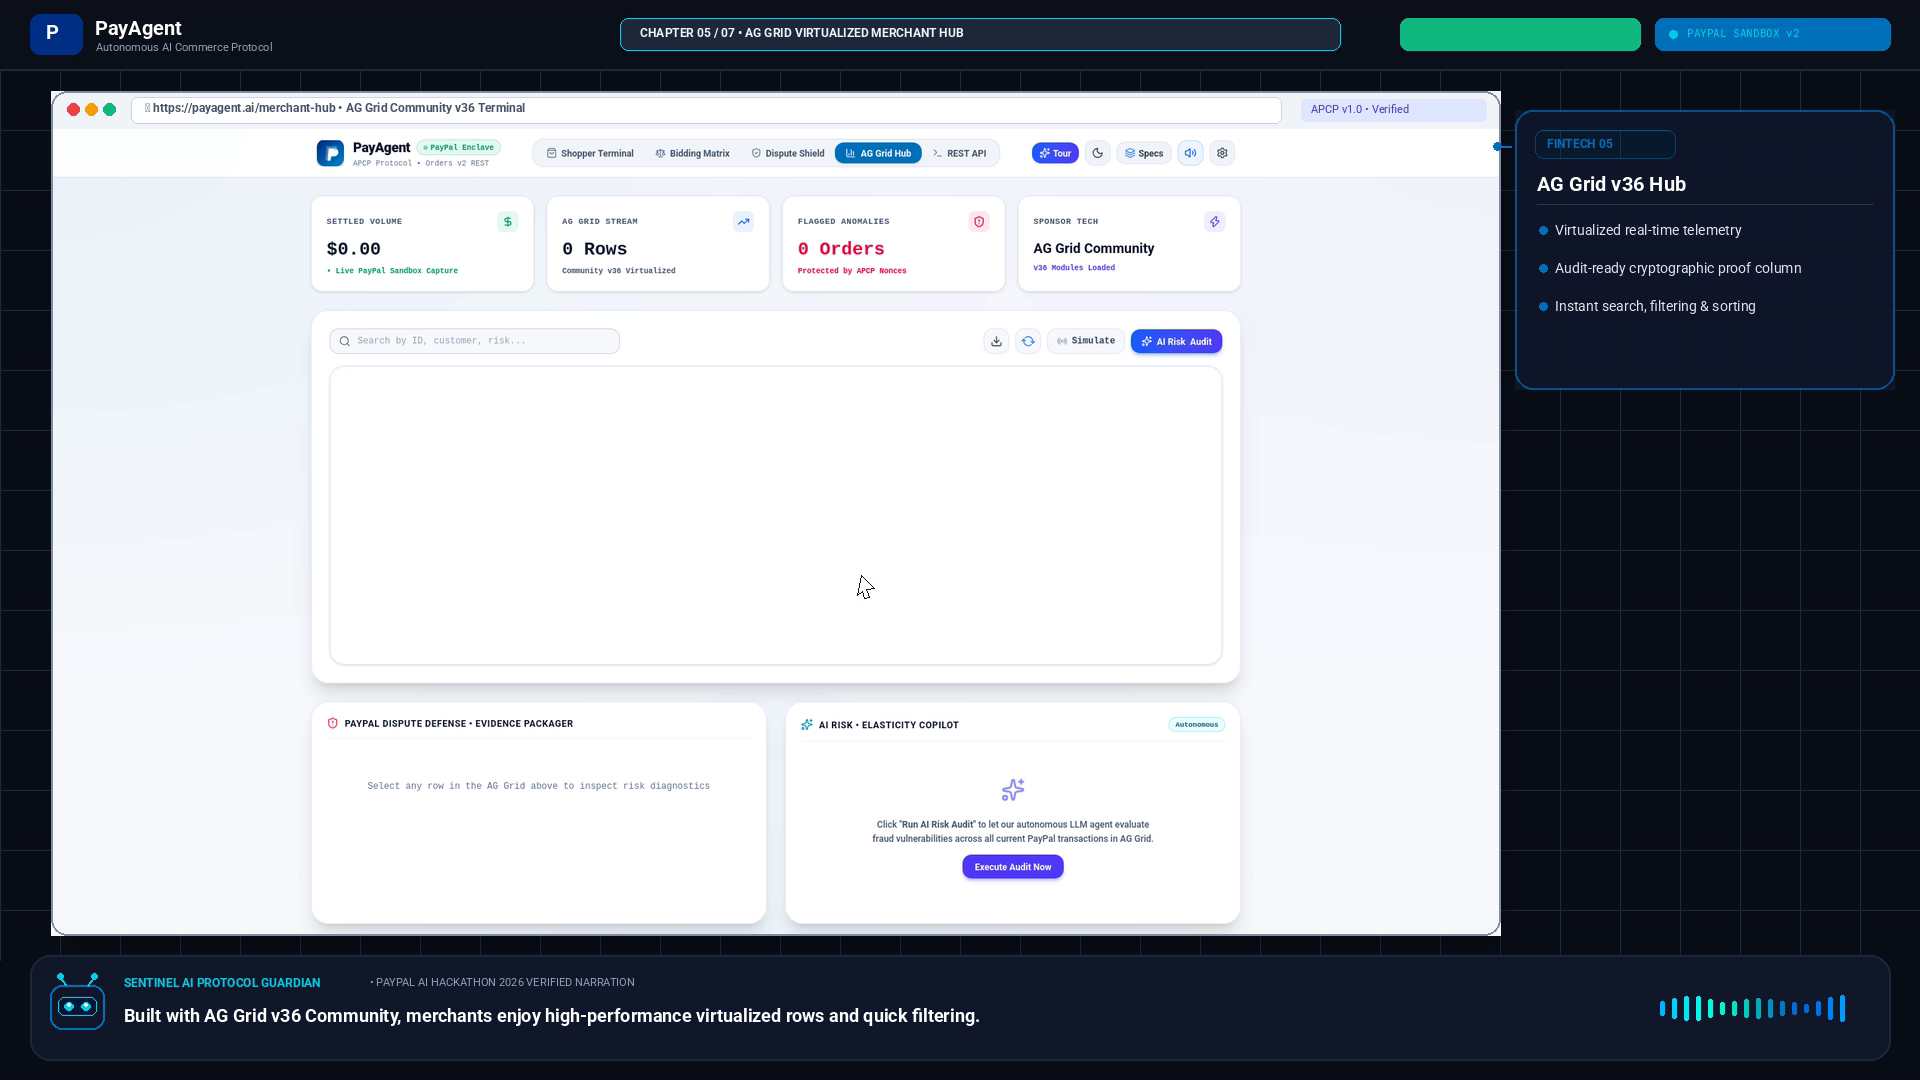 P
PayAgent
Autonomous AI Commerce Protocol
CHAPTER 05 / 07 • AG GRID VIRTUALIZED MERCHANT HUB
PAYPAL SANDBOX v2
https://payagent.ai/merchant-hub • AG Grid Community v36 Terminal
APCP v1.0 • Verified
PayAgent
PayPal Enclave
APCP Protocol • Orders v2 REST
Shopper Terminal
Bidding Matrix
Dispute Shield
AG Grid Hub
REST API
Tour
Specs
SETTLED VOLUME
$0.00
• Live PayPal Sandbox Capture
AG GRID STREAM
0 Rows
Community v36 Virtualized
FLAGGED ANOMALIES
0 Orders
Protected by APCP Nonces
SPONSOR TECH
AG Grid Community
v36 Modules Loaded
Search by ID, customer, risk...
Simulate
AI Risk Audit
PAYPAL DISPUTE DEFENSE • EVIDENCE PACKAGER
Select any row in the AG Grid above to inspect risk diagnostics
AI RISK • ELASTICITY COPILOT
Autonomous
Click "Run AI Risk Audit" to let our autonomous LLM agent evaluate
fraud vulnerabilities across all current PayPal transactions in AG Grid.
Execute Audit Now
FINTECH 05
AG Grid v36 Hub
Virtualized real-time telemetry
Audit-ready cryptographic proof column
Instant search, filtering & sorting
SENTINEL AI PROTOCOL GUARDIAN
• PAYPAL AI HACKATHON 2026 VERIFIED NARRATION
Built with AG Grid v36 Community, merchants enjoy high-performance virtualized rows and quick filtering.